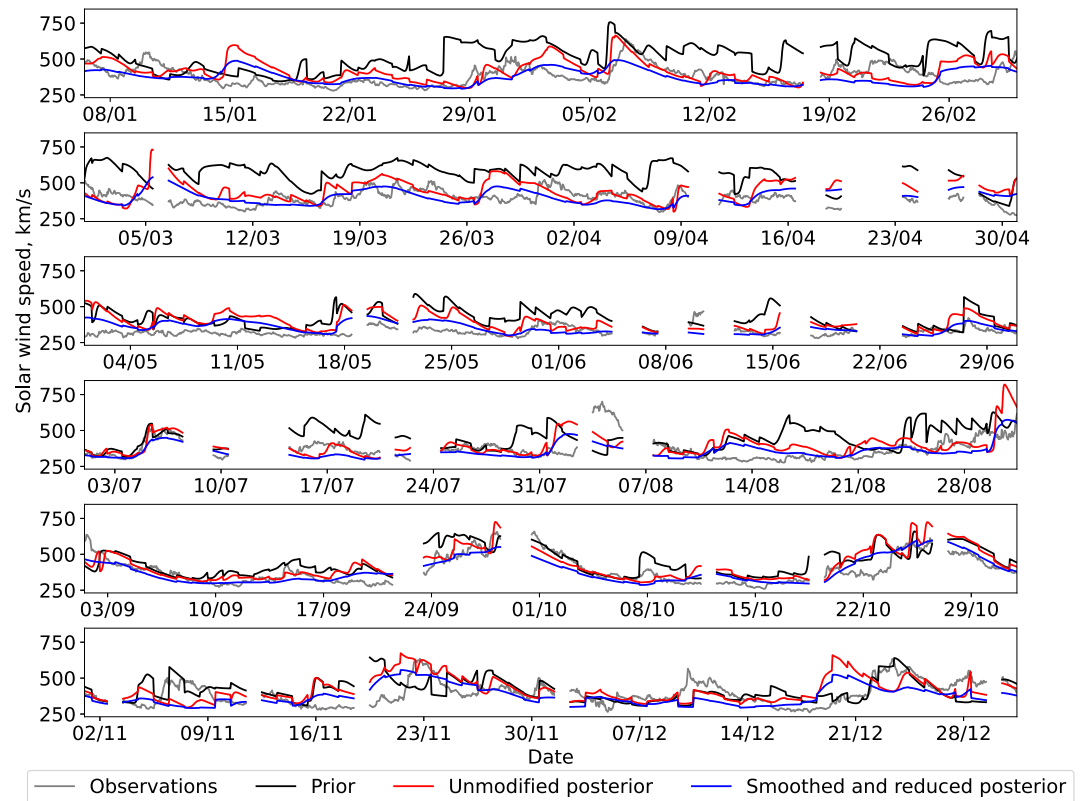 750
500
250
08/01 15/01 22/01 29/01 05/02 12/02 19/02 26/02
750
500
250
05/03 12/03 19/03 26/03 02/04 09/04 16/04 23/04 30/04
Solar wind speed, km/s
750
500
250
04/05 11/05 18/05 25/05 01/06 08/06 15/06 22/06 29/06
750
500
250
03/07 10/07 17/07 24/07 31/07 07/08 14/08 21/08 28/08
750
500
250
03/09 10/09 17/09 24/09 01/10 08/10 15/10 22/10 29/10
750
500
250
02/11 09/11 16/11 23/11 30/11 07/12 14/12 21/12 28/12
Date
Observations Prior Unmodified posterior Smoothed and reduced posterior